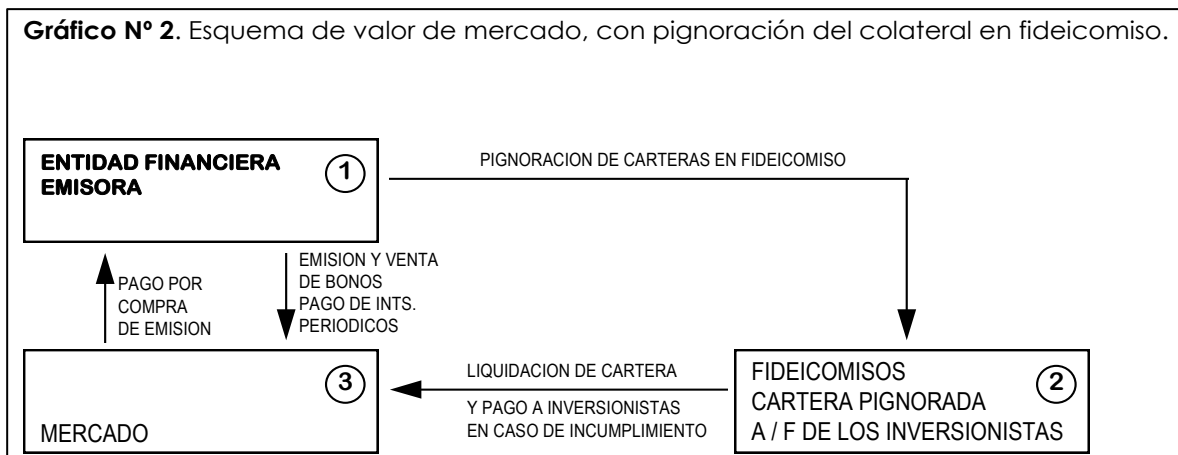 Gráfico Nº 2. Esquema de valor de mercado, con pignoración del colateral en fideicomiso.
ENTIDAD FINANCIERA
EMISORA
1
PIGNORACION DE CARTERAS EN FIDEICOMISO
PAGO POR
COMPRA
DE EMISION
EMISION Y VENTA
DE BONOS
PAGO DE INTS.
PERIODICOS
3
MERCADO
LIQUIDACION DE CARTERA
Y PAGO A INVERSIONISTAS
EN CASO DE INCUMPLIMIENTO
FIDEICOMISOS
CARTERA PIGNORADA
A / F DE LOS INVERSIONISTAS
2